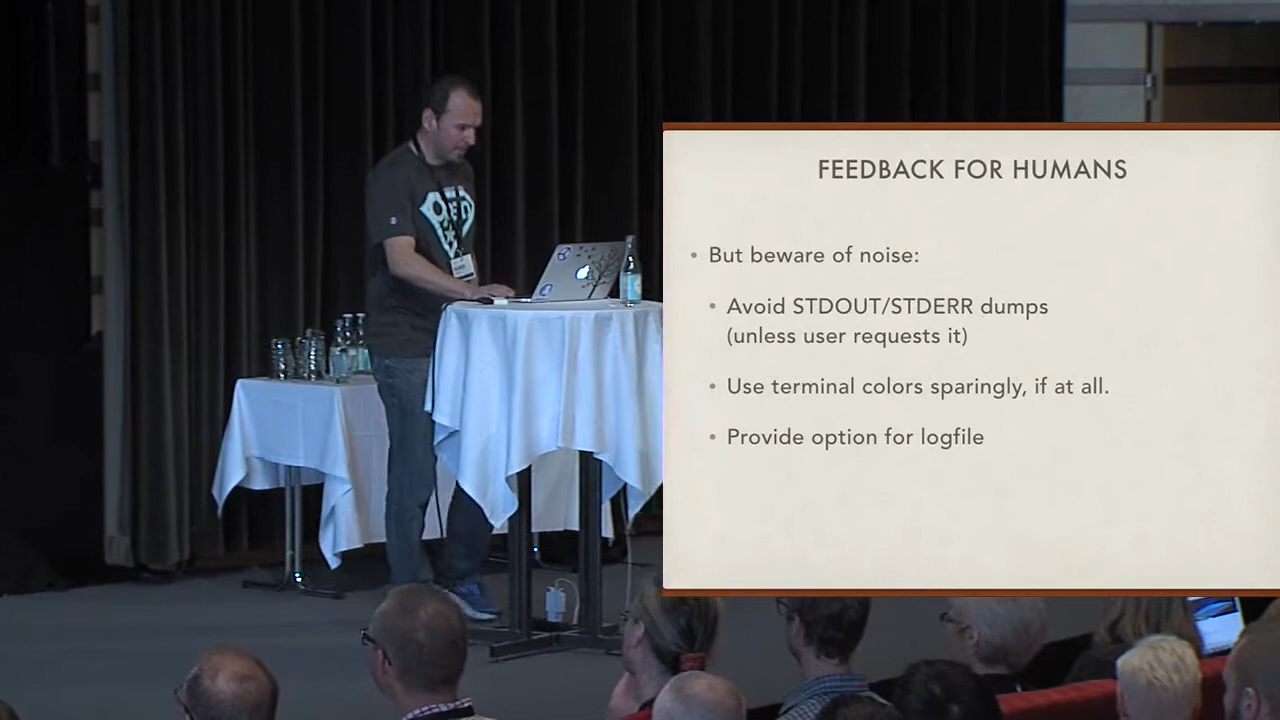 FEEDBACK FOR HUMANS
• But beware of noise:
• Avoid STDOUT/STDERR dumps
(unless user requests it)
• Use terminal colors sparingly, if at all.
• Provide option for logfile